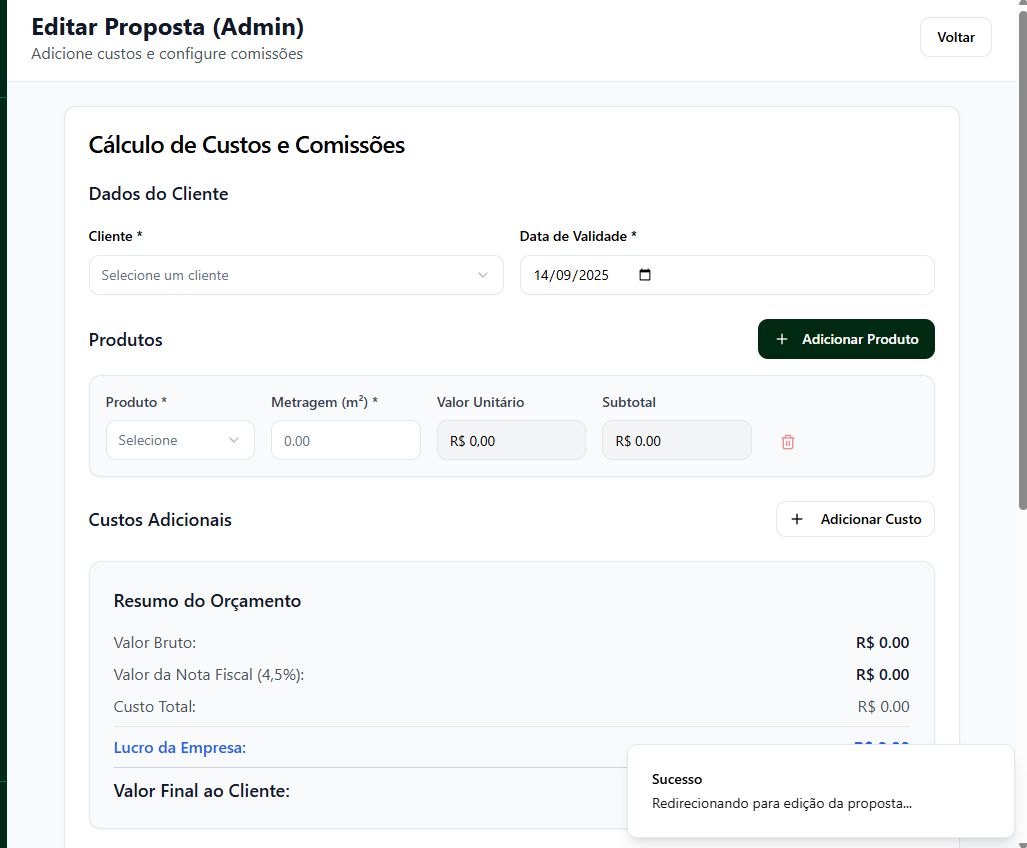 Editar Proposta (Admin)
Adicione custos e configure comissões
Voltar
Cálculo de Custos e Comissões
Dados do Cliente
Cliente *
Data de Validade *
Selecione um cliente
14/09/2025
Produtos
Adicionar Produto
Produto *
Metragem (m²) *
Valor Unitário
Subtotal
Selecione
0.00
R$ 0,00
R$ 0.00
Custos Adicionais
Adicionar Custo
Resumo do Orçamento
Valor Bruto:
R$ 0.00
Valor da Nota Fiscal (4,5%):
R$ 0.00
Custo Total:
R$ 0.00
Lucro da Empresa:
Valor Final ao Cliente:
Sucesso
Redirecionando para edição da proposta...